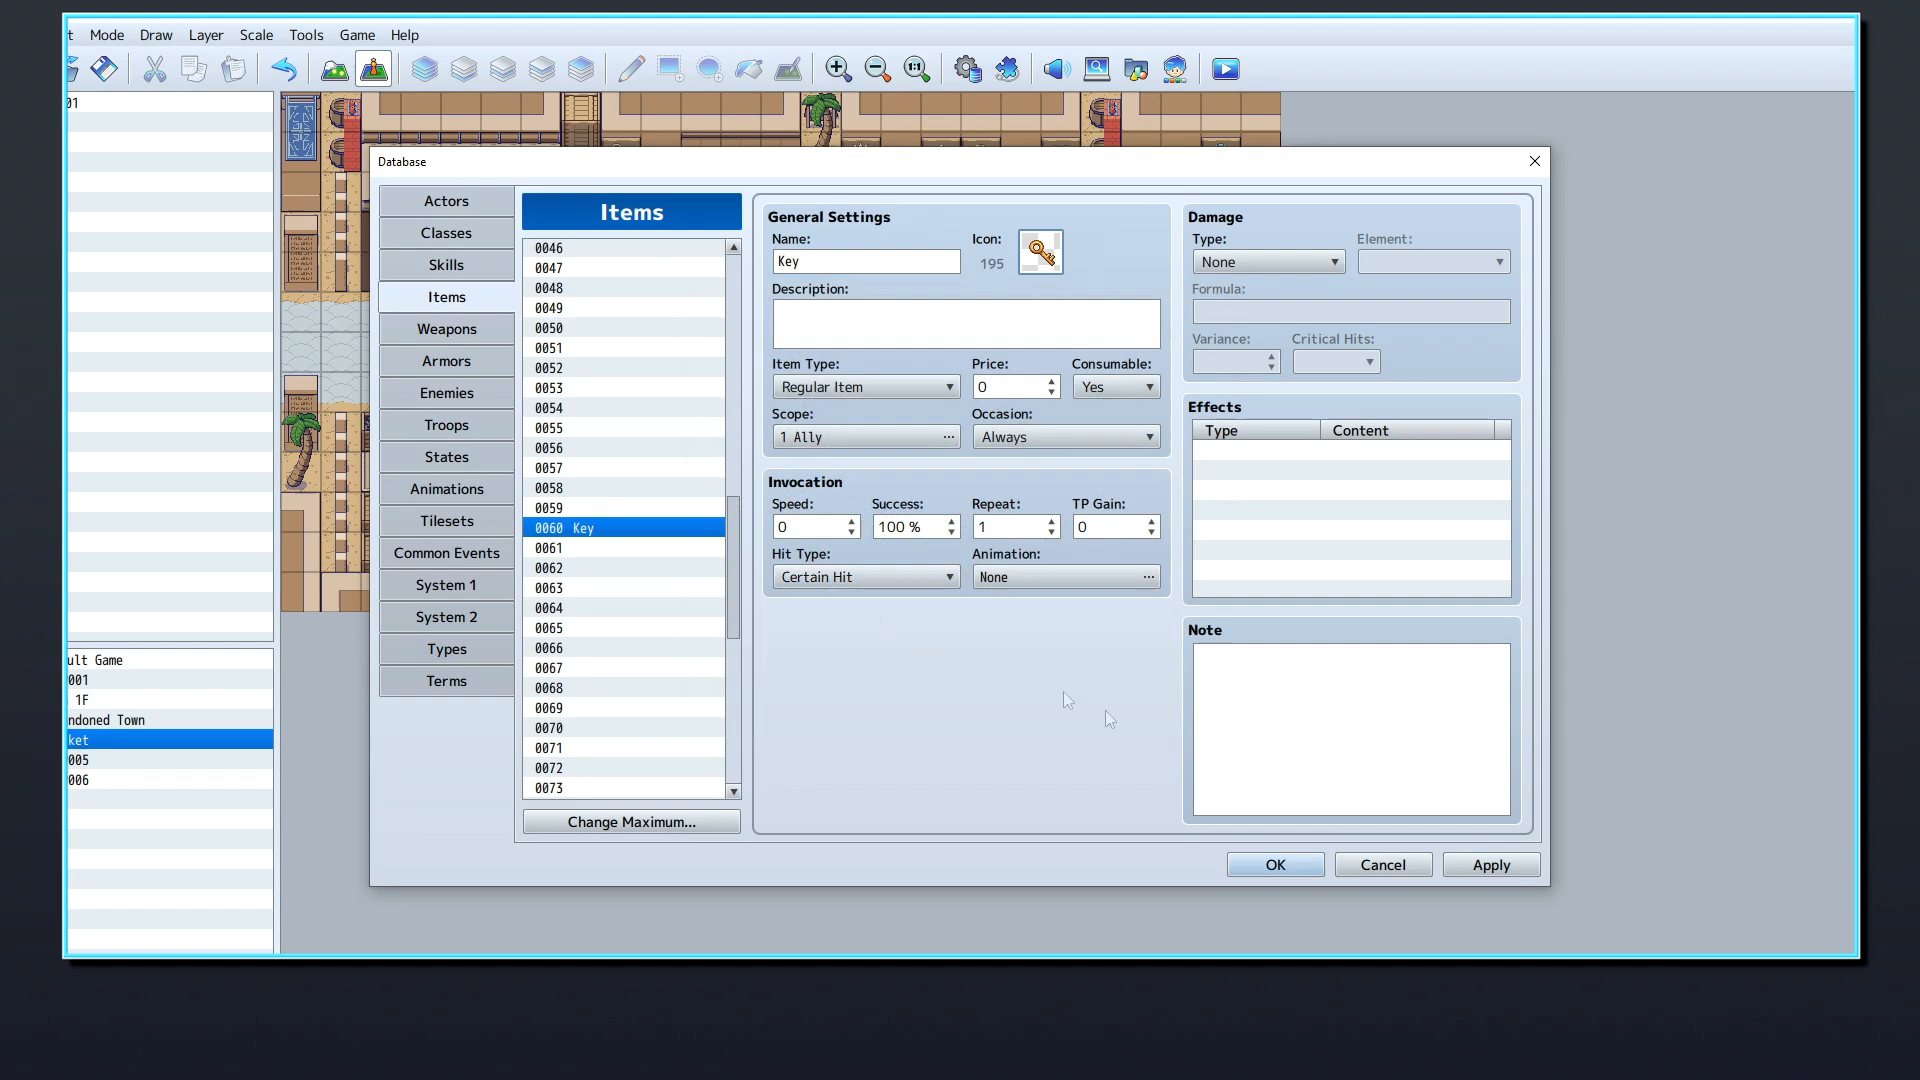 t Mode Draw Layer Scale Tools Game Help
1:1
01
Database
Actors
Classes
Skills
Items
Weapons
Armors
Enemies
Troops
States
Animations
Tilesets
Common Events
System 1
System 2
Types
Terms
Items
0046
0047
0048
0049
0050
0051
0052
0053
0054
0055
0056
0057
0058
0059
0060 Key
0061
0062
0063
0064
0065
0066
0067
0068
0069
0070
0071
0072
0073
Change Maximum...
General Settings
Name: Icon:
Key 195
Description:
Item Type: Price: Consumable:
Regular Item 0 Yes
Scope: Occasion:
1 Ally ... Always
Invocation
Speed: Success: Repeat: TP Gain:
0 100 % 1 0
Hit Type: Animation:
Certain Hit None ...
Damage
Type: Element:
None
Formula:
Variance: Critical Hits:
Effects
Type Content
Note
OK Cancel Apply
ult Game
001
1F
ndoned Town
ket
005
006